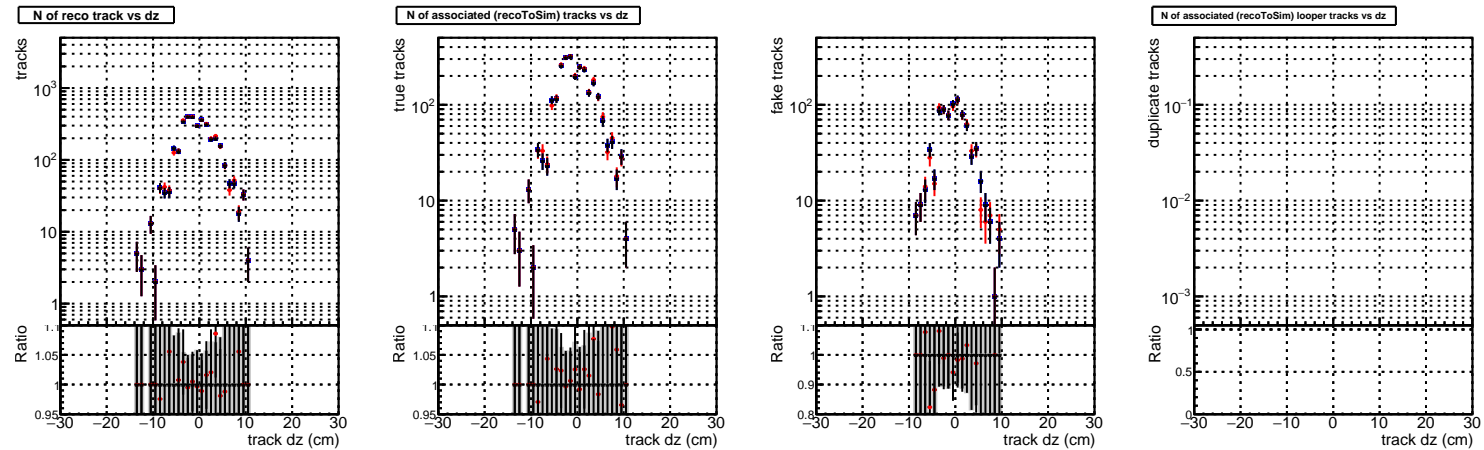 N of reco track vs dz
tracks
10³
10²
10
1
Ratio
1.1
1.05
1
0.95
−30 −20 −10 0 10 20 30
track dz (cm)
N of associated (recoToSim) tracks vs dz
true tracks
10²
10
1
Ratio
1.1
1.05
1
0.95
−30 −20 −10 0 10 20 30
track dz (cm)
fake tracks
10²
10
1
Ratio
1.1
1
0.9
0.8
−30 −20 −10 0 10 20 30
track dz (cm)
N of associated (recoToSim) looper tracks vs dz
duplicate tracks
10⁻¹
10⁻²
10⁻³
Ratio
1
0.5
0
−30 −20 −10 0 10 20 30
track dz (cm)